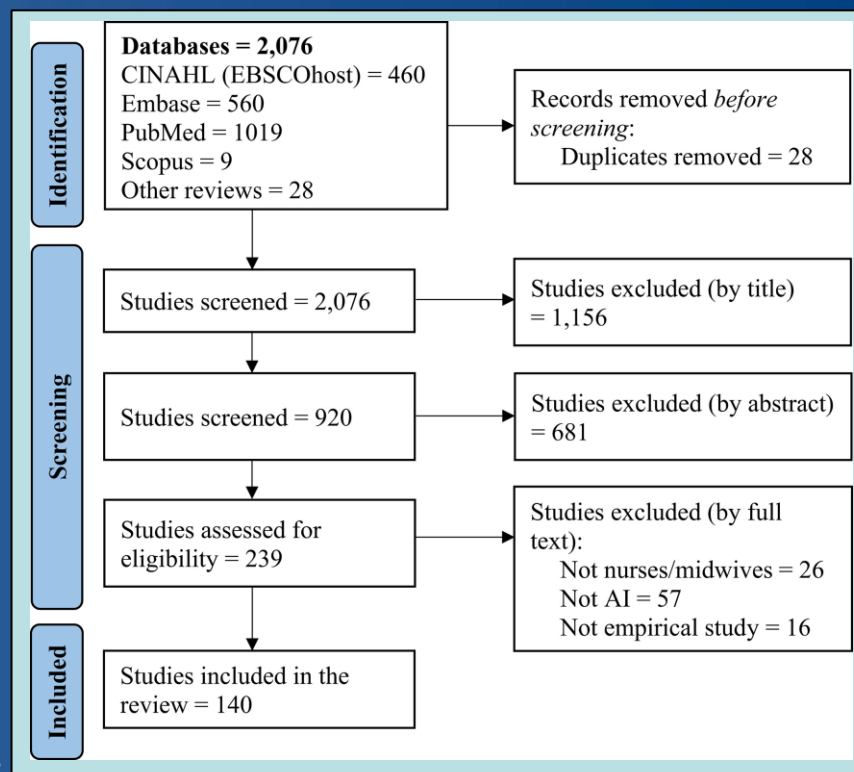 Identification
Databases = 2,076
CINAHL (EBSCOhost) = 460
Embase = 560
PubMed = 1019
Scopus = 9
Other reviews = 28
Records removed before
screening:
Duplicates removed = 28
Screening
Studies screened = 2,076
Studies excluded (by title)
= 1,156
Studies screened = 920
Studies excluded (by abstract)
= 681
Studies assessed for
eligibility = 239
Studies excluded (by full
text):
Not nurses/midwives = 26
Not AI = 57
Not empirical study = 16
Included
Studies included in the
review = 140